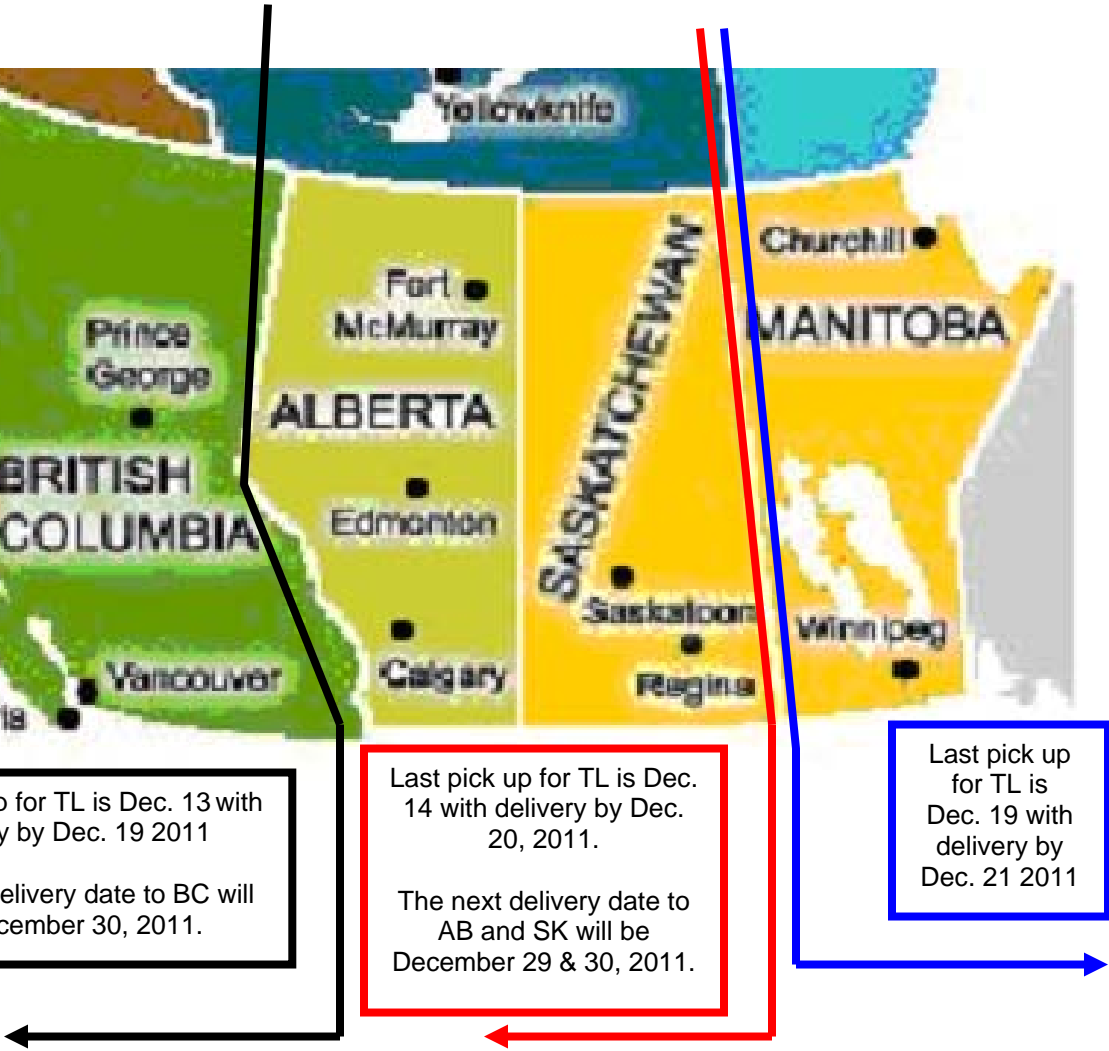 Yellowknife
Churchill
Fort
McMurray
MANITOBA
SASKATCHEWAN
Prince
George
ALBERTA
BRITISH
COLUMBIA
Edmonton
Saskatoon
Winnipeg
Vancouver
Calgary
Regina
for TL is Dec. 13 with
by Dec. 19 2011
delivery date to BC will
30, 2011.
Last pick up for TL is Dec.
14 with delivery by Dec.
20, 2011.
The next delivery date to
AB and SK will be
December 29 & 30, 2011.
Last pick up
for TL is
Dec. 19 with
delivery by
Dec. 21 2011